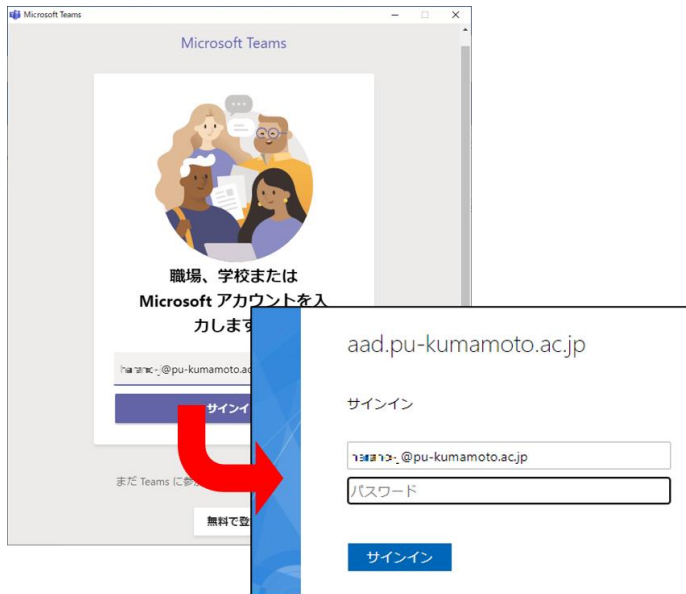 Microsoft Teams
Microsoft Teams
職場、学校または
Microsoft アカウントを入
力します
@pu-kumamoto.ac
サインイ
まだ Teams に参
無料で登
aad.pu-kumamoto.ac.jp
サインイン
@pu-kumamoto.ac.jp
パスワード
サインイン